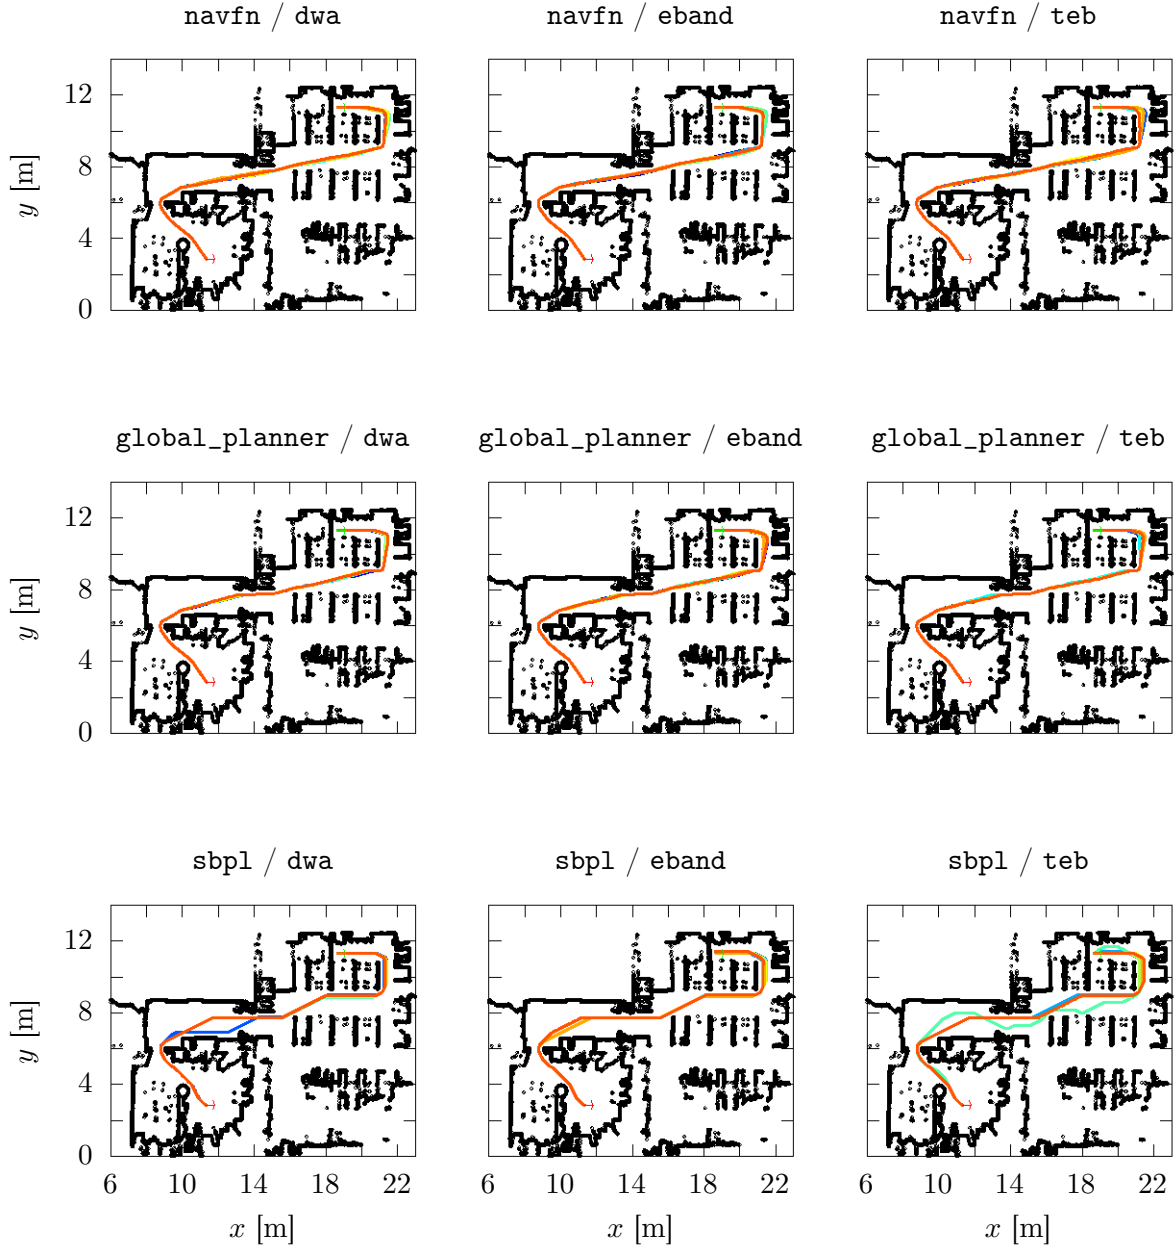 navfn / dwa
navfn / eband
navfn / teb
12
8
4
0
y [m]
global_planner / dwa
global_planner / eband
global_planner / teb
12
8
4
0
y [m]
sbpl / dwa
sbpl / eband
sbpl / teb
12
8
4
0
y [m]
6 10 14 18 22
6 10 14 18 22
6 10 14 18 22
x [m]
x [m]
x [m]